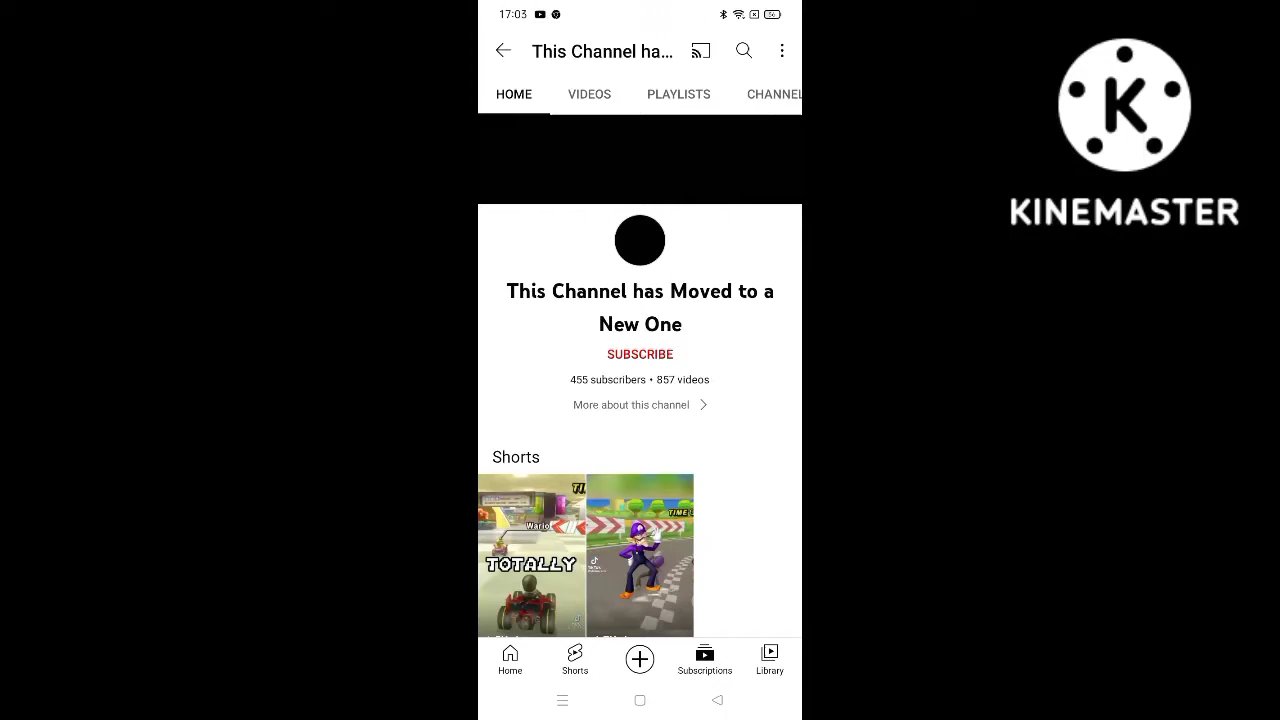 17:03
This Channel ha...
HOME VIDEOS PLAYLISTS CHANNEL
KINEMASTER
This Channel has Moved to a
New One
SUBSCRIBE
455 subscribers • 857 videos
More about this channel
Shorts
Wario
TOTALLY
TIME
Home Shorts Subscriptions Library